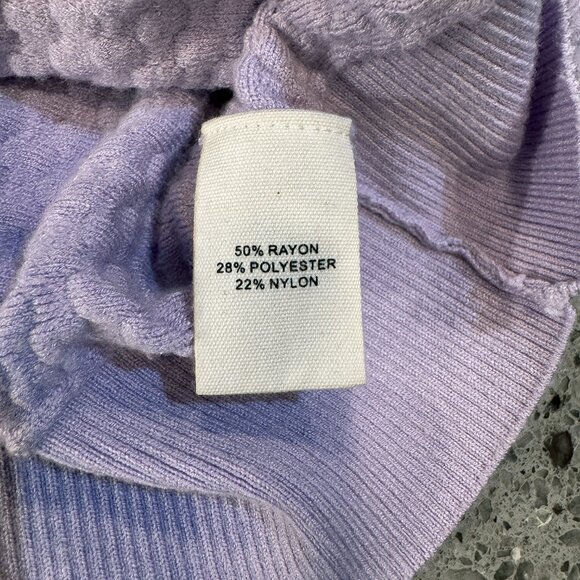 50% RAYON
28% POLYESTER
22% NYLON